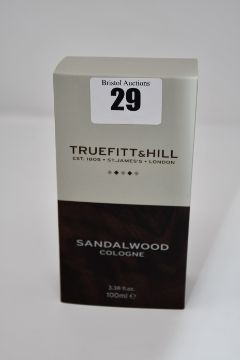 Bristol Auctions
29
TRUEFITT&HILL
EST. 1805 • ST.JAMES'S • LONDON
SANDALWOOD
COLOGNE
3.38 fl.oz.
100ml ℮